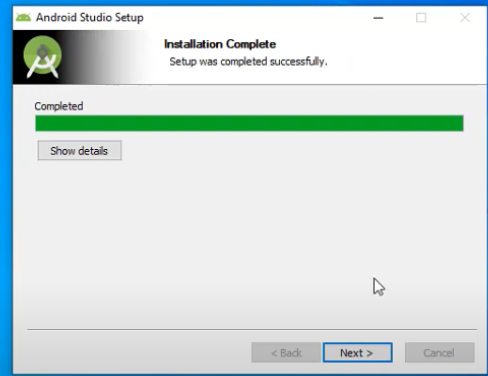 Android Studio Setup
Installation Complete
Setup was completed successfully.
Completed
Show details
< Back
Next >
Cancel